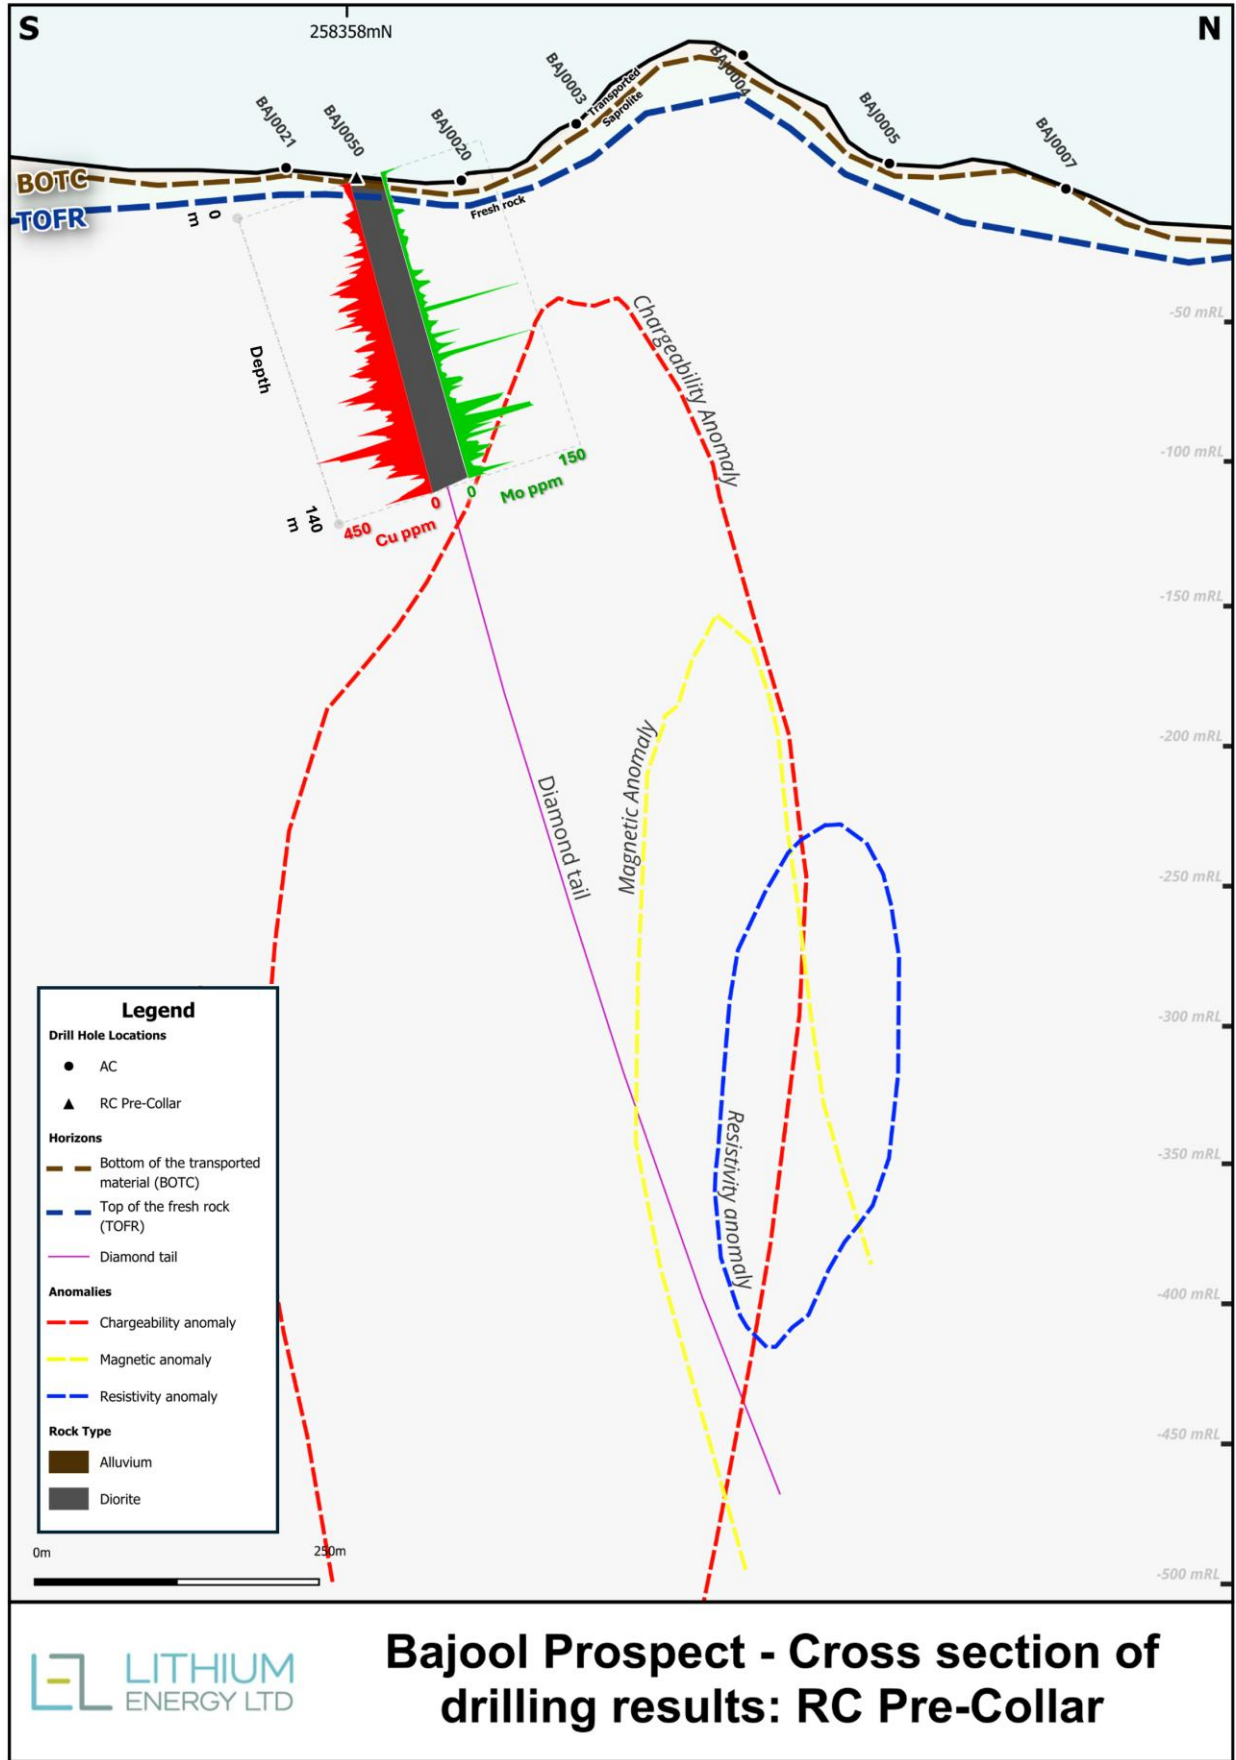 S
258358mN
N
BAJ0021
BAJ0050
BAJ0020
BAJ0003
BAJ0004
BAJ0005
BAJ0007
Transported
Saprolite
Fresh rock
BOTC
TOFR
0
m
Depth
140
m
450
Cu ppm
0
0
Mo ppm
150
Chargeability Anomaly
Magnetic Anomaly
Diamond tail
Resistivity anomaly
-50 mRL
-100 mRL
-150 mRL
-200 mRL
-250 mRL
-300 mRL
-350 mRL
-400 mRL
-450 mRL
-500 mRL
Legend
Drill Hole Locations
AC
RC Pre-Collar
Horizons
Bottom of the transported
material (BOTC)
Top of the fresh rock
(TOFR)
Diamond tail
Anomalies
Chargeability anomaly
Magnetic anomaly
Resistivity anomaly
Rock Type
Alluvium
Diorite
0m
250m
LITHIUM
ENERGY LTD
Bajool Prospect - Cross section of
drilling results: RC Pre-Collar